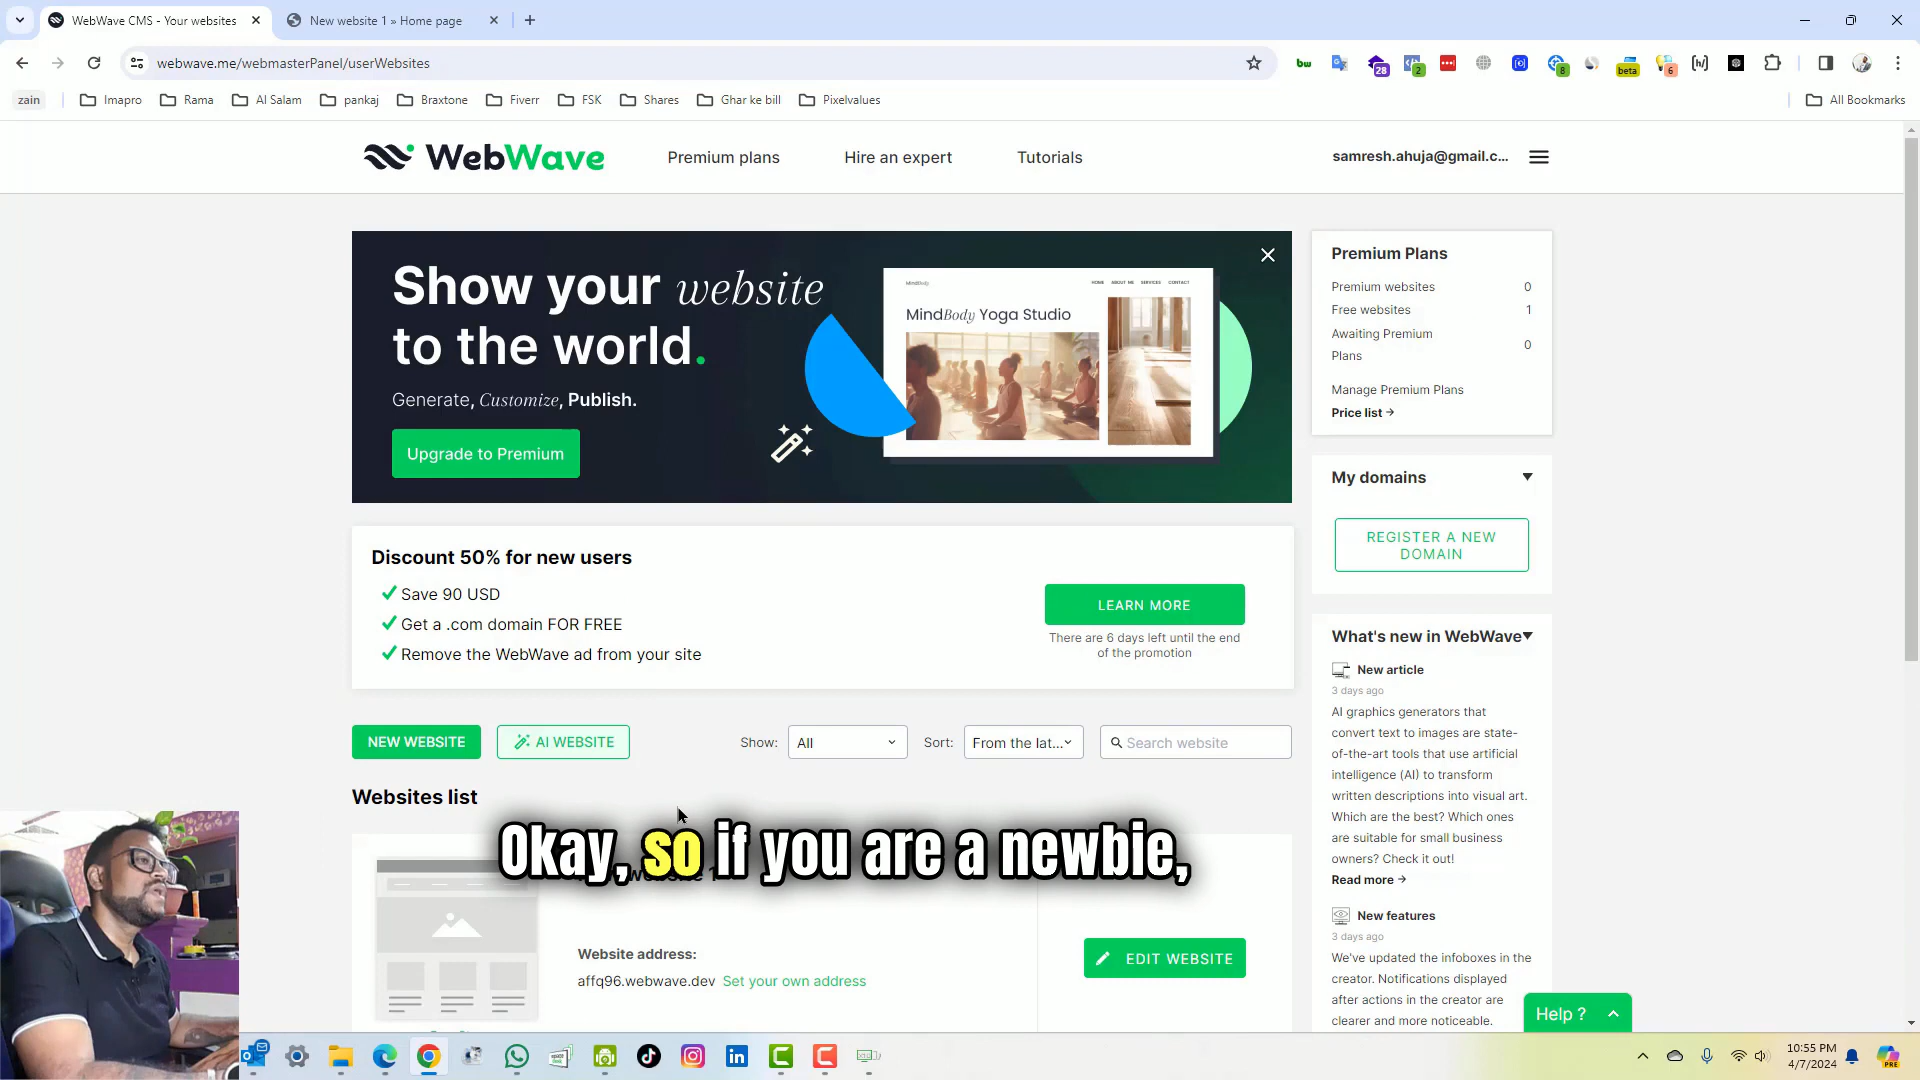 WebWave CMS - Your websites
New website 1 » Home page
webwave.me/webmasterPanel/userWebsites
bw
28
2
8
beta
6
zain
Imapro
Rama
Al Salam
pankaj
Braxtone
Fiverr
FSK
Shares
Ghar ke bill
Pixelvalues
All Bookmarks
WebWave
Premium plans
Hire an expert
Tutorials
samresh.ahuja@gmail.c...
Show your website
to the world.
Generate, Customize, Publish.
Upgrade to Premium
MindBody
HOME ABOUT ME SERVICES CONTACT
MindBody Yoga Studio
Premium Plans
Premium websites 0
Free websites 1
Awaiting Premium
Plans 0
Manage Premium Plans
Price list →
My domains
REGISTER A NEW
DOMAIN
Discount 50% for new users
Save 90 USD
Get a .com domain FOR FREE
Remove the WebWave ad from your site
LEARN MORE
There are 6 days left until the end
of the promotion
What's new in WebWave
New article
3 days ago
AI graphics generators that
convert text to images are state-
of-the-art tools that use artificial
intelligence (AI) to transform
written descriptions into visual art.
Which are the best? Which ones
are suitable for small business
owners? Check it out!
Read more →
New features
3 days ago
We've updated the infoboxes in the
creator. Notifications displayed
after actions in the creator are
clearer and more noticeable.
NEW WEBSITE
AI WEBSITE
Show:
All
Sort:
From the lat...
Search website
Websites list
Okay, so if you are a newbie,
Website address:
affq96.webwave.dev Set your own address
EDIT WEBSITE
Help ?
10:55 PM
4/7/2024
PRE